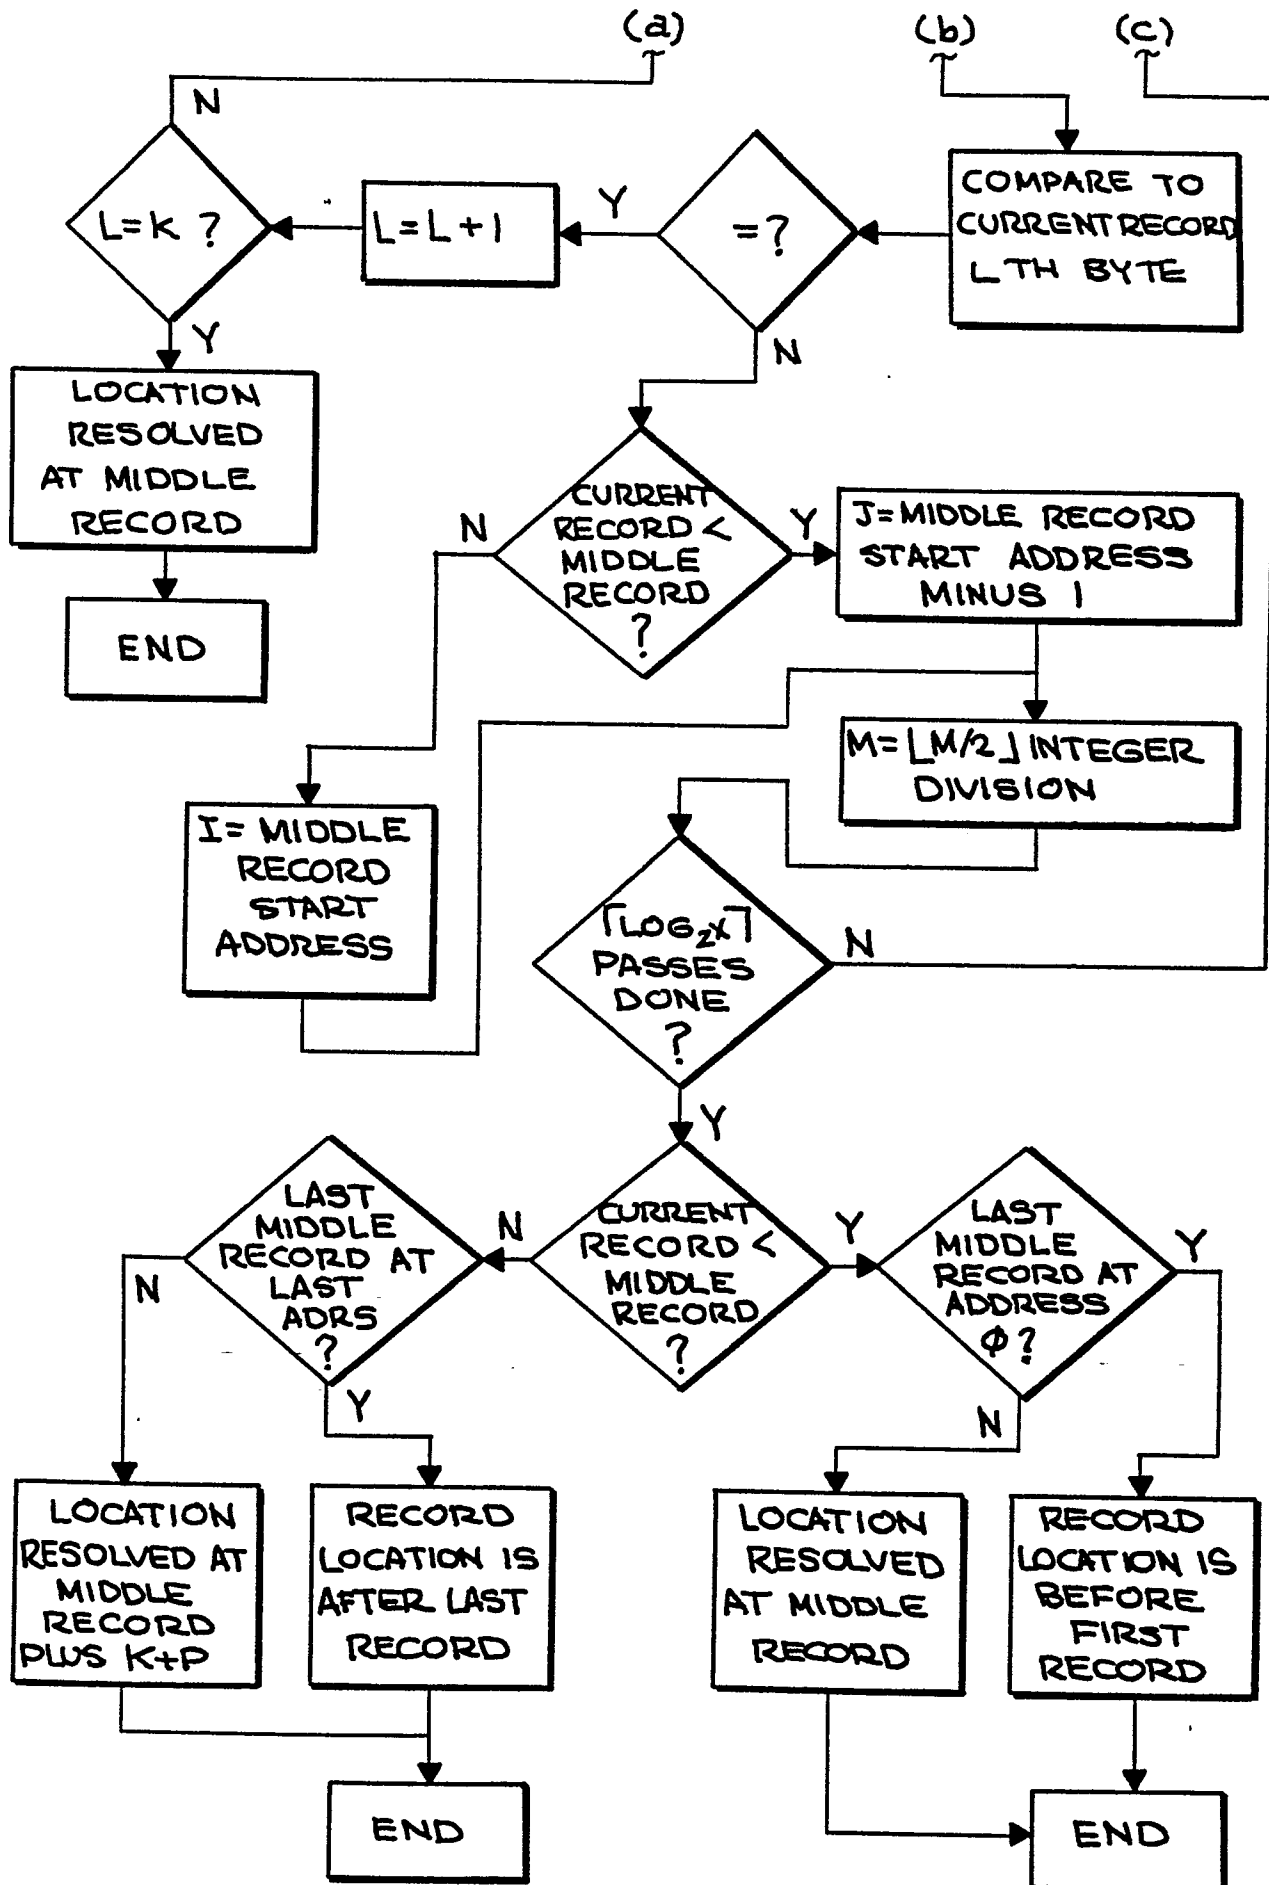 (a)
(b)
(c)
N
L=K ?
L=L+1
Y
=?
COMPARE TO
CURRENT RECORD
L TH BYTE
Y
N
LOCATION
RESOLVED
AT MIDDLE
RECORD
END
N
CURRENT
RECORD <
MIDDLE
RECORD
?
Y
J=MIDDLE RECORD
START ADDRESS
MINUS 1
M=⌊M/2⌋ INTEGER
DIVISION
I= MIDDLE
RECORD
START
ADDRESS
⌈LOG₂X⌉
PASSES
DONE
?
N
Y
LAST
MIDDLE
RECORD AT
LAST
ADRS
?
N
Y
N
CURRENT
RECORD <
MIDDLE
RECORD
?
Y
LAST
MIDDLE
RECORD AT
ADDRESS
Φ?
Y
N
LOCATION
RESOLVED AT
MIDDLE
RECORD
PLUS K+P
RECORD
LOCATION IS
AFTER LAST
RECORD
LOCATION
RESOLVED
AT MIDDLE
RECORD
RECORD
LOCATION IS
BEFORE
FIRST
RECORD
END
END